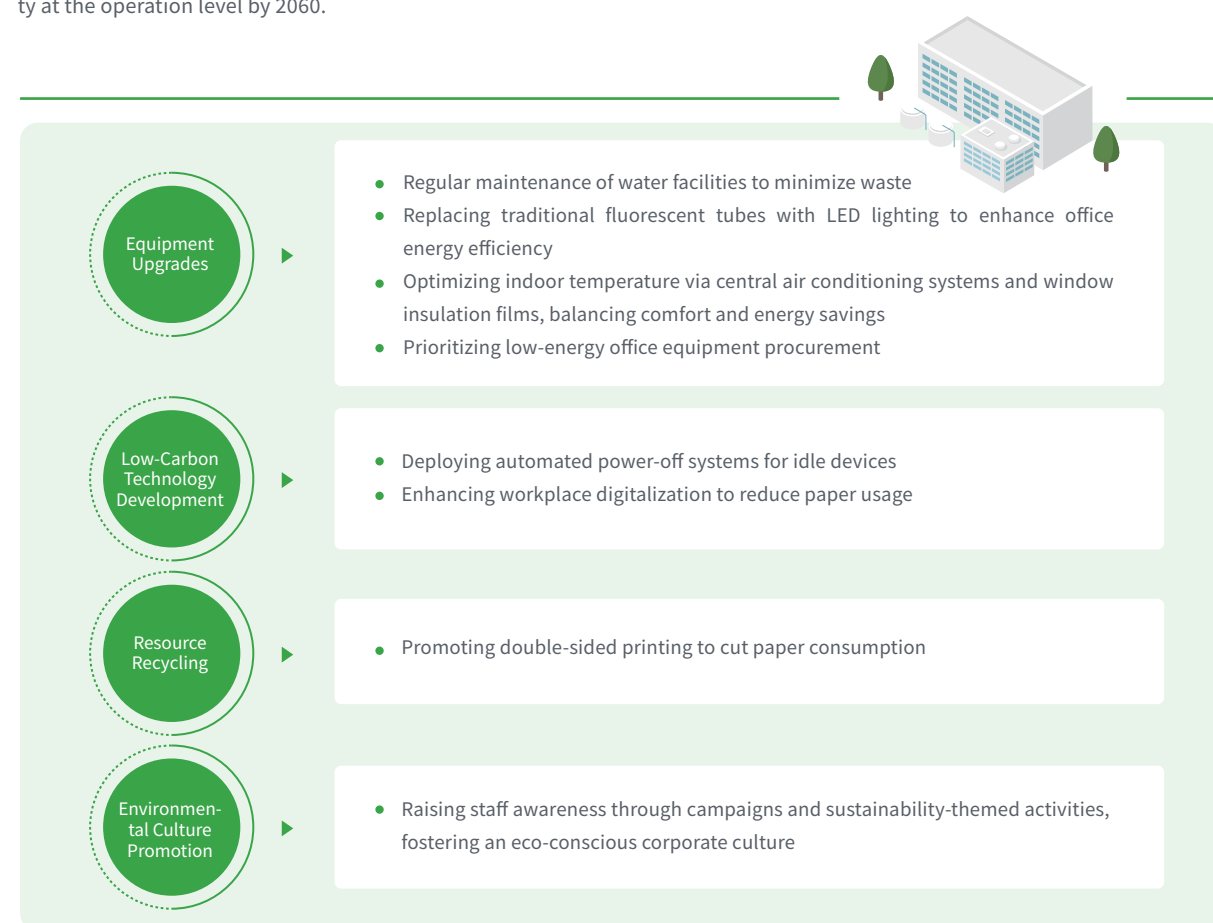 ty at the operation level by 2060.
Equipment
Upgrades
• Regular maintenance of water facilities to minimize waste
• Replacing traditional fluorescent tubes with LED lighting to enhance office
energy efficiency
• Optimizing indoor temperature via central air conditioning systems and window
insulation films, balancing comfort and energy savings
• Prioritizing low-energy office equipment procurement
Low-Carbon
Technology
Development
• Deploying automated power-off systems for idle devices
• Enhancing workplace digitalization to reduce paper usage
Resource
Recycling
• Promoting double-sided printing to cut paper consumption
Environmen-
tal Culture
Promotion
• Raising staff awareness through campaigns and sustainability-themed activities,
fostering an eco-conscious corporate culture